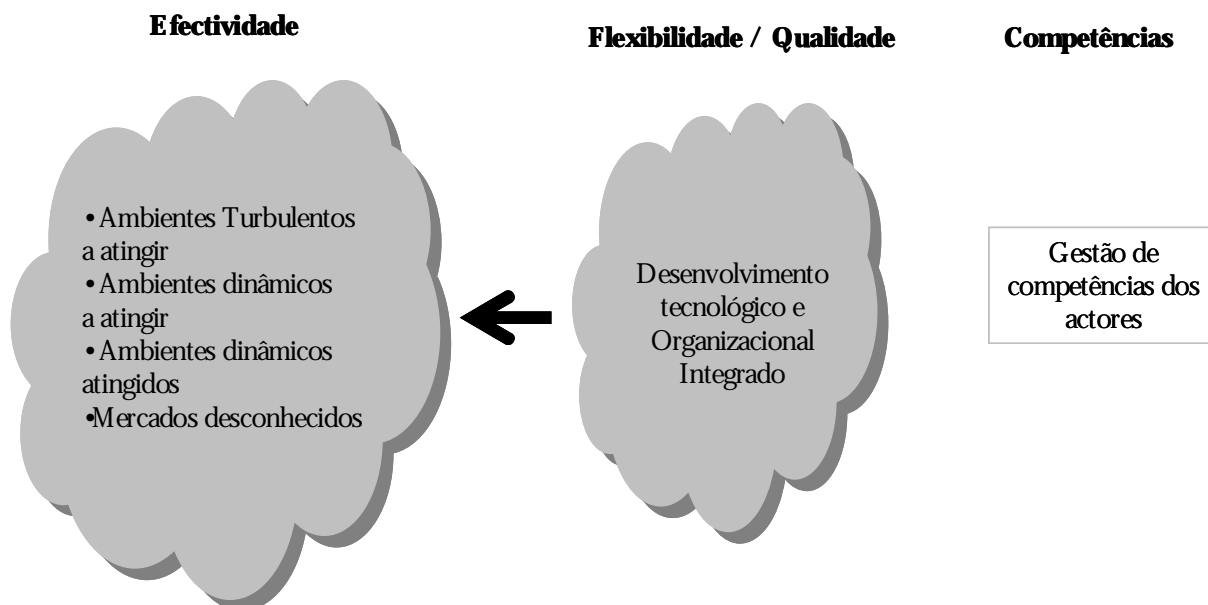 Efectividade
Flexibilidade / Qualidade
Competências
• Ambientes Turbulentos
a atingir
• Ambientes dinâmicos
a atingir
• Ambientes dinâmicos
atingidos
•Mercados desconhecidos
Desenvolvimento
tecnológico e
Organizacional
Integrado
Gestão de
competências dos
actores